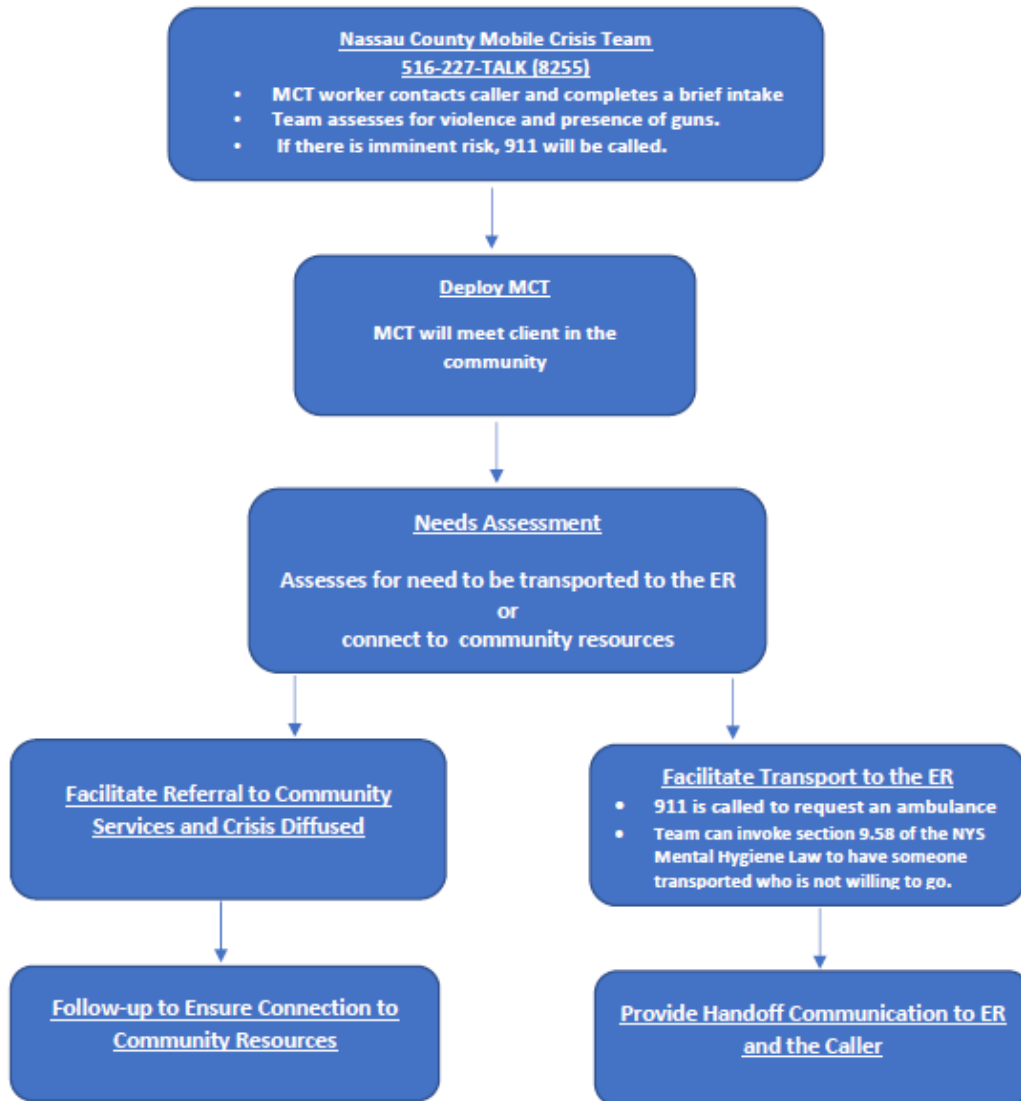 Nassau County Mobile Crisis Team
516-227-TALK (8255)
• MCT worker contacts caller and completes a brief intake
• Team assesses for violence and presence of guns.
• If there is imminent risk, 911 will be called.
Deploy MCT
MCT will meet client in the
community
Needs Assessment
Assesses for need to be transported to the ER
or
connect to community resources
Facilitate Referral to Community
Services and Crisis Diffused
Facilitate Transport to the ER
• 911 is called to request an ambulance
• Team can invoke section 9.58 of the NYS
Mental Hygiene Law to have someone
transported who is not willing to go.
Follow-up to Ensure Connection to
Community Resources
Provide Handoff Communication to ER
and the Caller